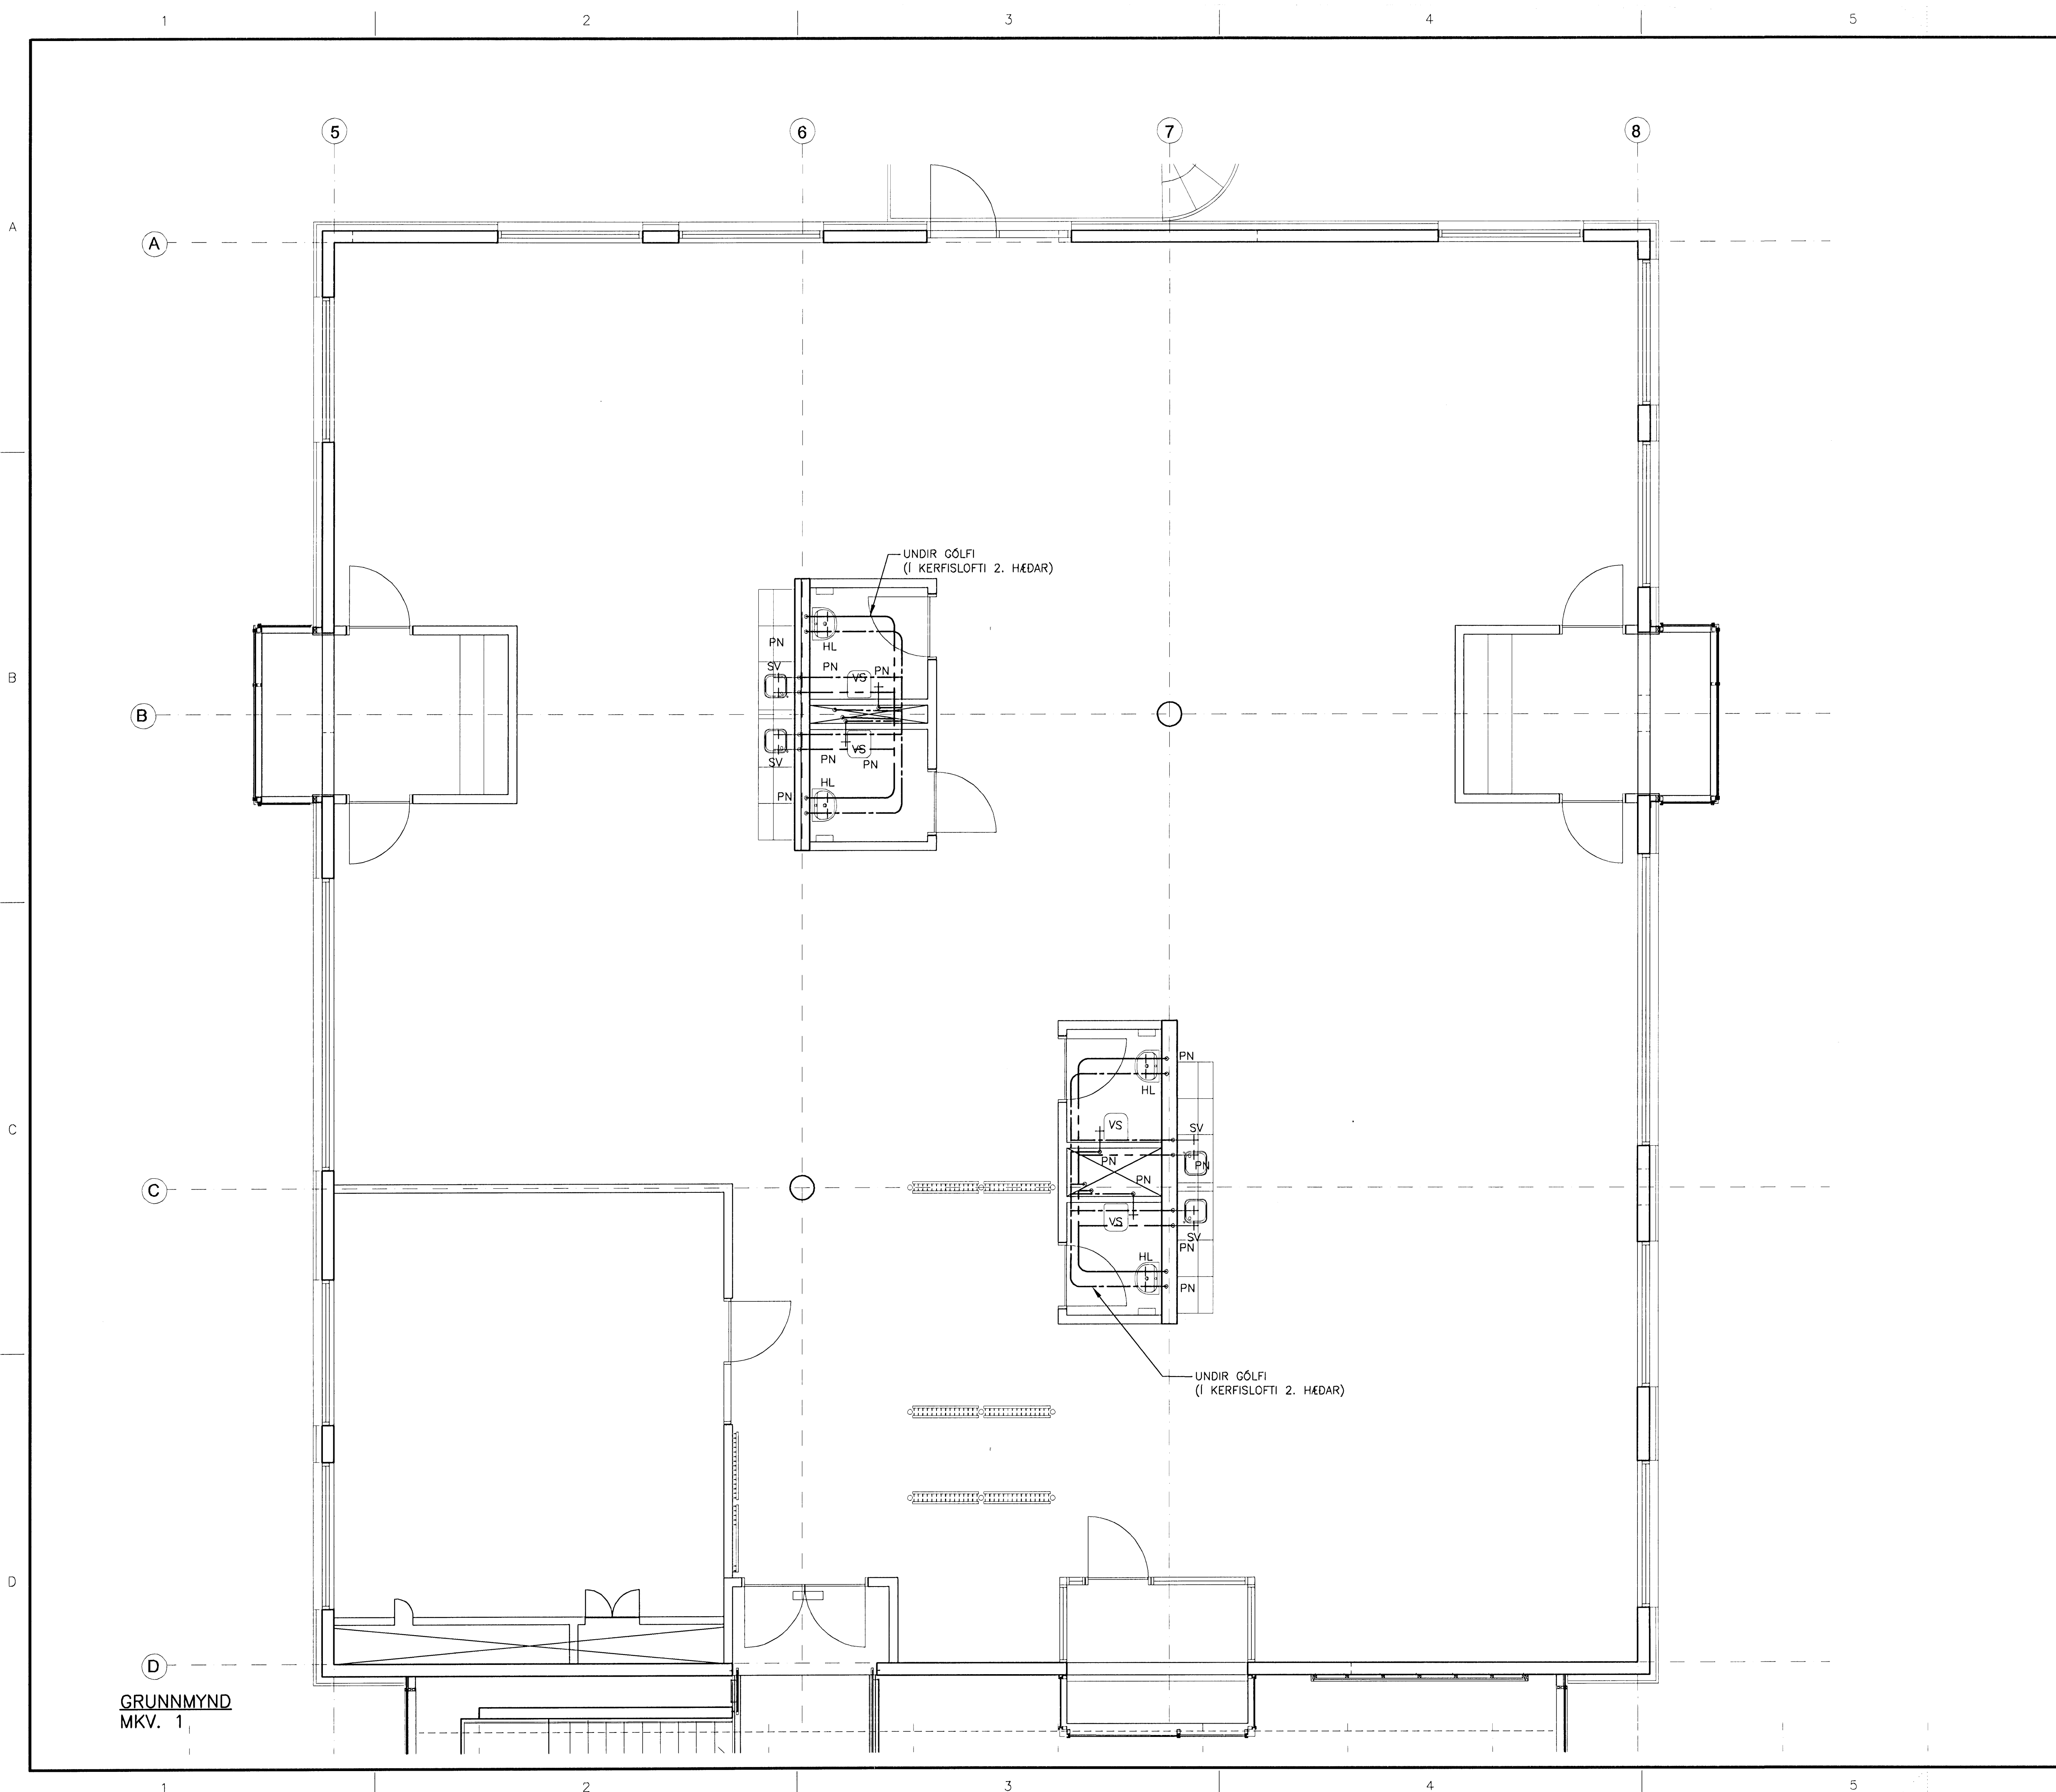 1 2 3 4 5
5 6 7 8
A
A
UNDIR GÓLFI
(Í KERFISLOFTI 2. HÆÐAR)
PN
HL
SV PN PN
VS
B
B
VS
SV PN PN
HL
PN
PN
HL
C
VS SV
PN PN
PN
C
VS
SV
HL PN
PN
UNDIR GÓLFI
(Í KERFISLOFTI 2. HÆÐAR)
D
D
GRUNNMYND
MKV. 1
1 2 3 4 5